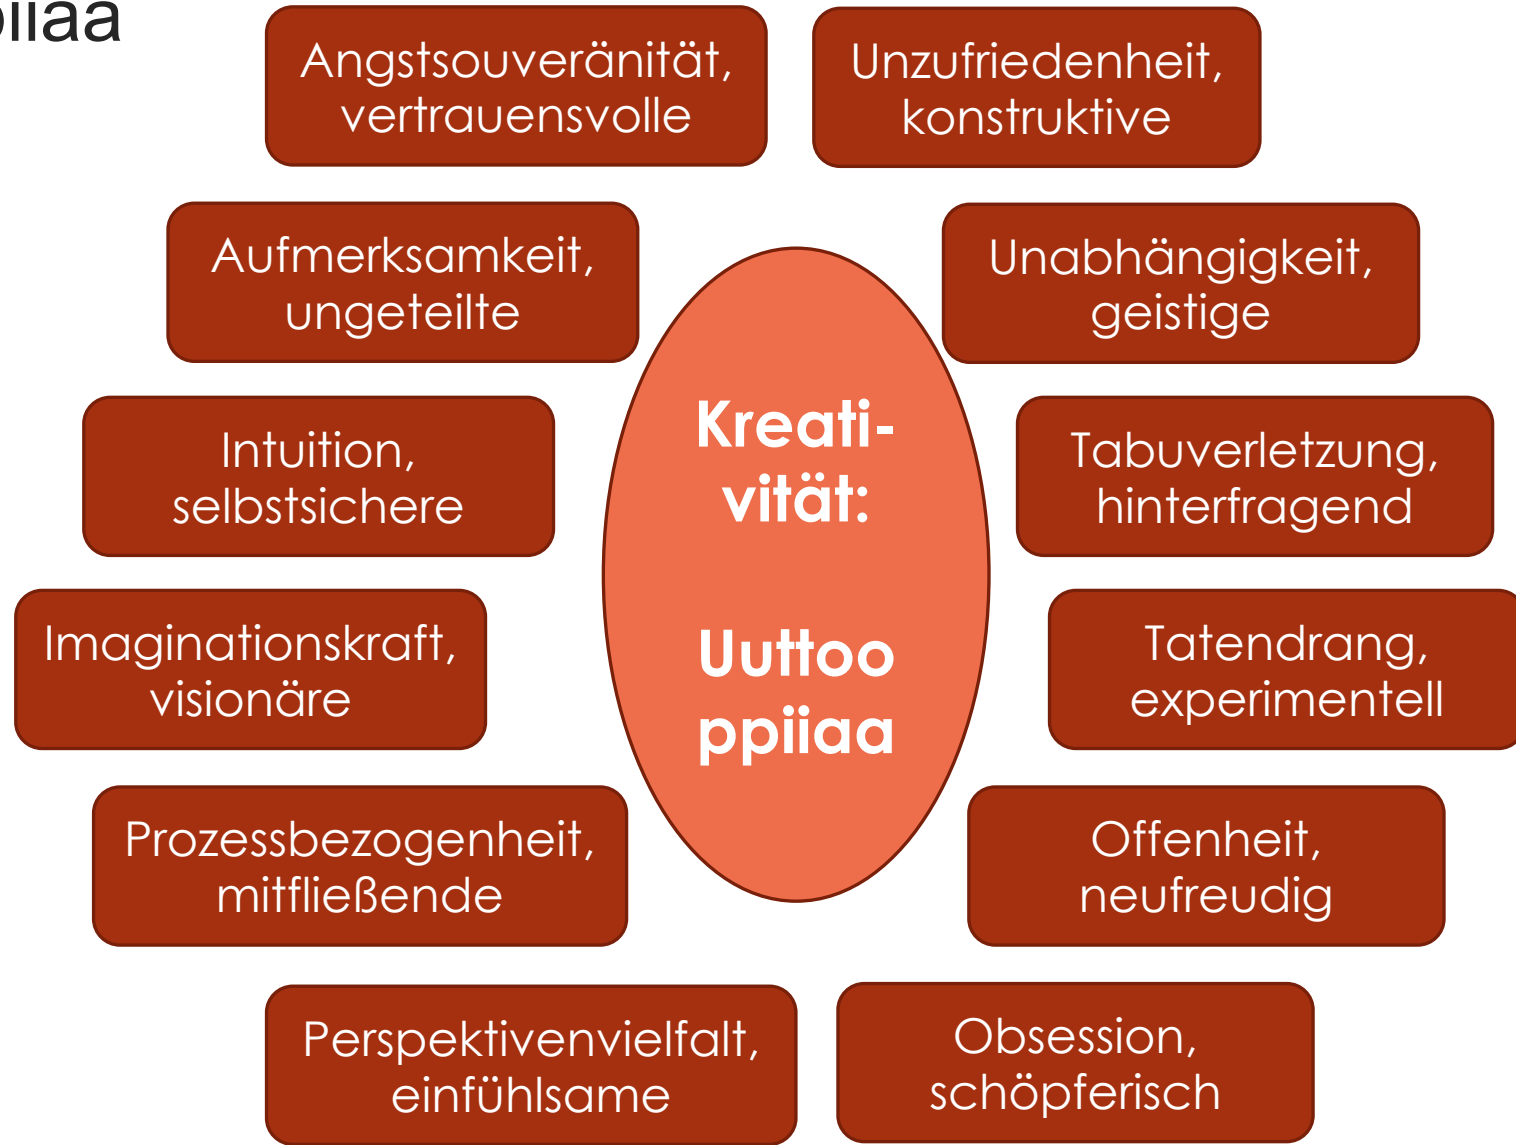 piiaa
Angstsouveränität,
vertrauensvolle
Unzufriedenheit,
konstruktive
Aufmerksamkeit,
ungeteilte
Unabhängigkeit,
geistige
Kreati-
vität:
Uuttoo
ppiiaa
Intuition,
selbstsichere
Tabuverletzung,
hinterfragend
Imaginationskraft,
visionäre
Tatendrang,
experimentell
Prozessbezogenheit,
mitfließende
Offenheit,
neufreudig
Perspektivenvielfalt,
einfühlsame
Obsession,
schöpferisch